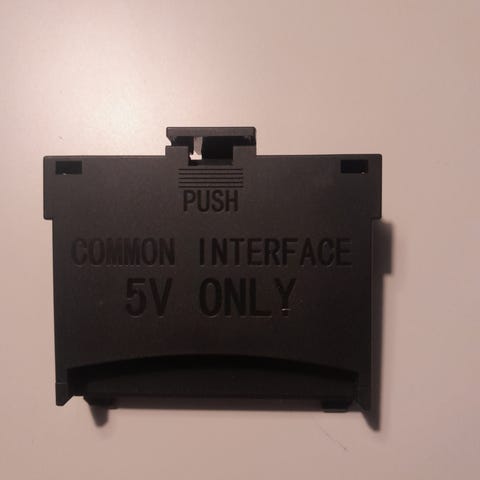 PUSH
COMMON INTERFACE
5V ONLY